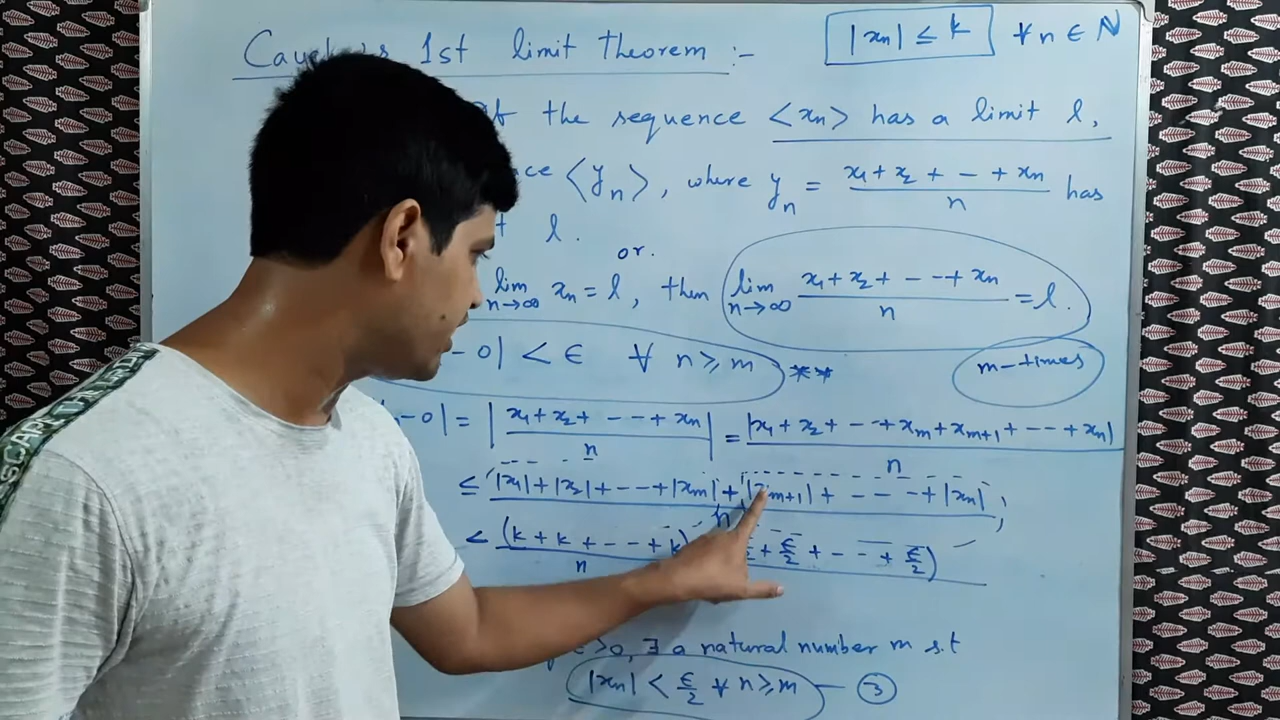 1st limit theorem :- |xn| ≤ k ∀ n ∈ ℕ
the sequence <xn> has a limit l,
<yn>, where yn = x1 + x2 + - + xn / n has
l.
or.
lim n→∞ xn = l, then lim n→∞ x1 + x2 + - - + xn / n = l.
- 0| < ϵ ∀ n ≥ m ** m-times
- 0| = |x1 + x2 + - - + xn / n| = |x1 + x2 + - - + xm + xm+1 + - - + xn| / n
≤ |x1| + |x2| + - - + |xm| + |xm+1| + - - - + |xn| / n ;
< (k + k + - - + k) / n + ϵ/2 + - - + ϵ/2)
>0, ∃ a natural number m s.t
|xn| < ϵ/2 ∀ n ≥ m — ③